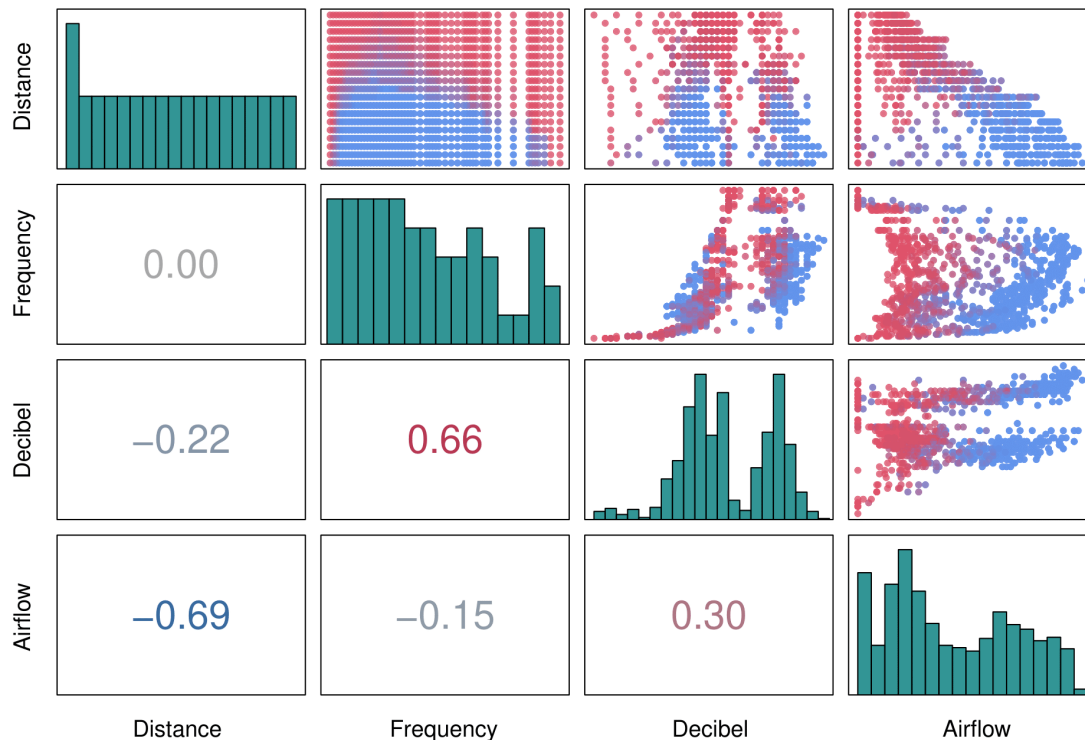 Distance
Frequency
0.00
Decibel
−0.22
0.66
Airflow
−0.69
−0.15
0.30
Distance
Frequency
Decibel
Airflow